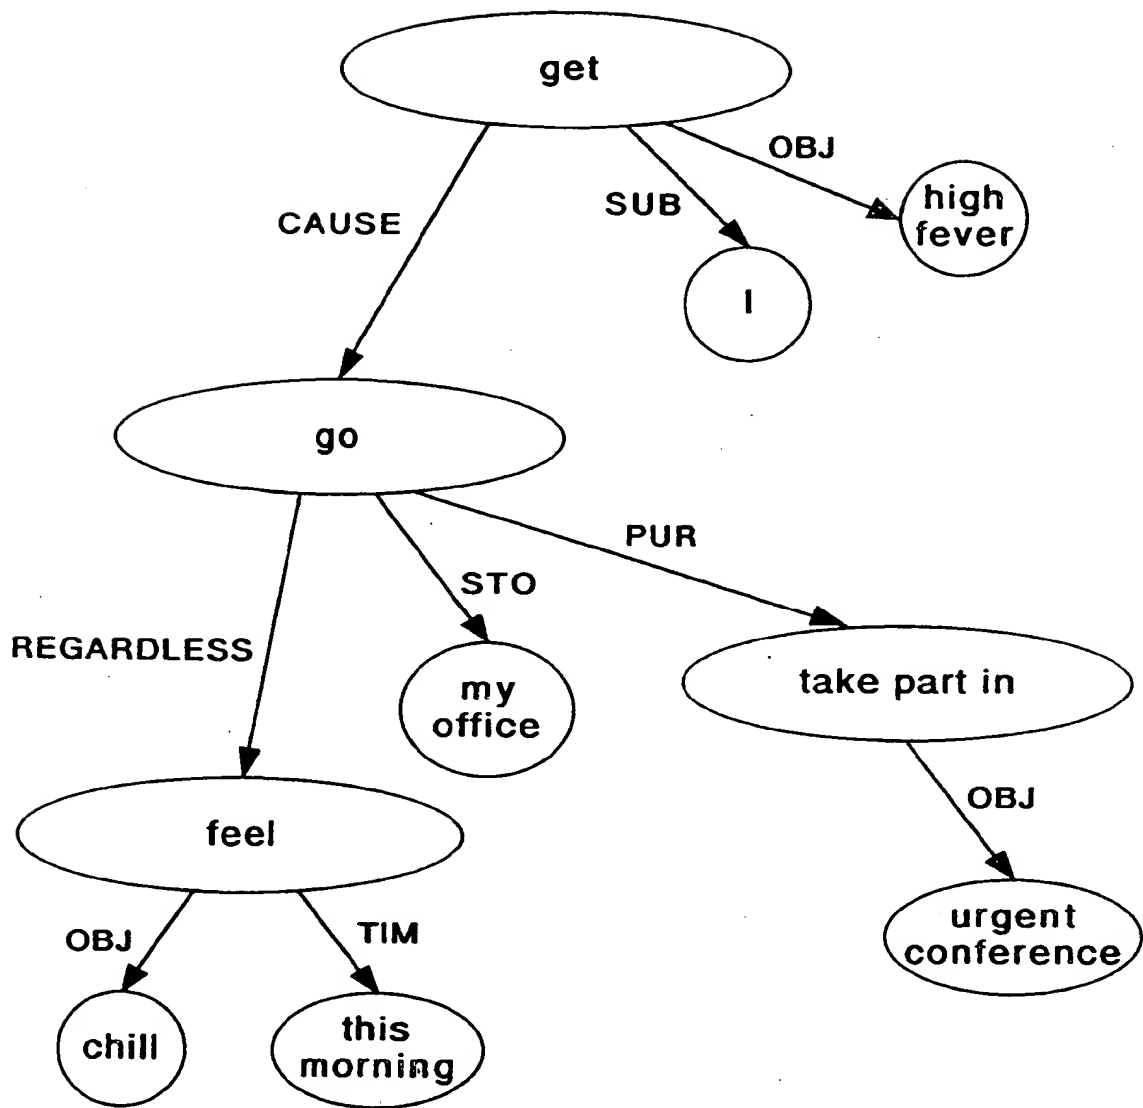 get
OBJ
high
fever
SUB
CAUSE
I
go
PUR
STO
REGARDLESS
my
office
take part in
OBJ
feel
urgent
conference
OBJ
TIM
chill
this
morning